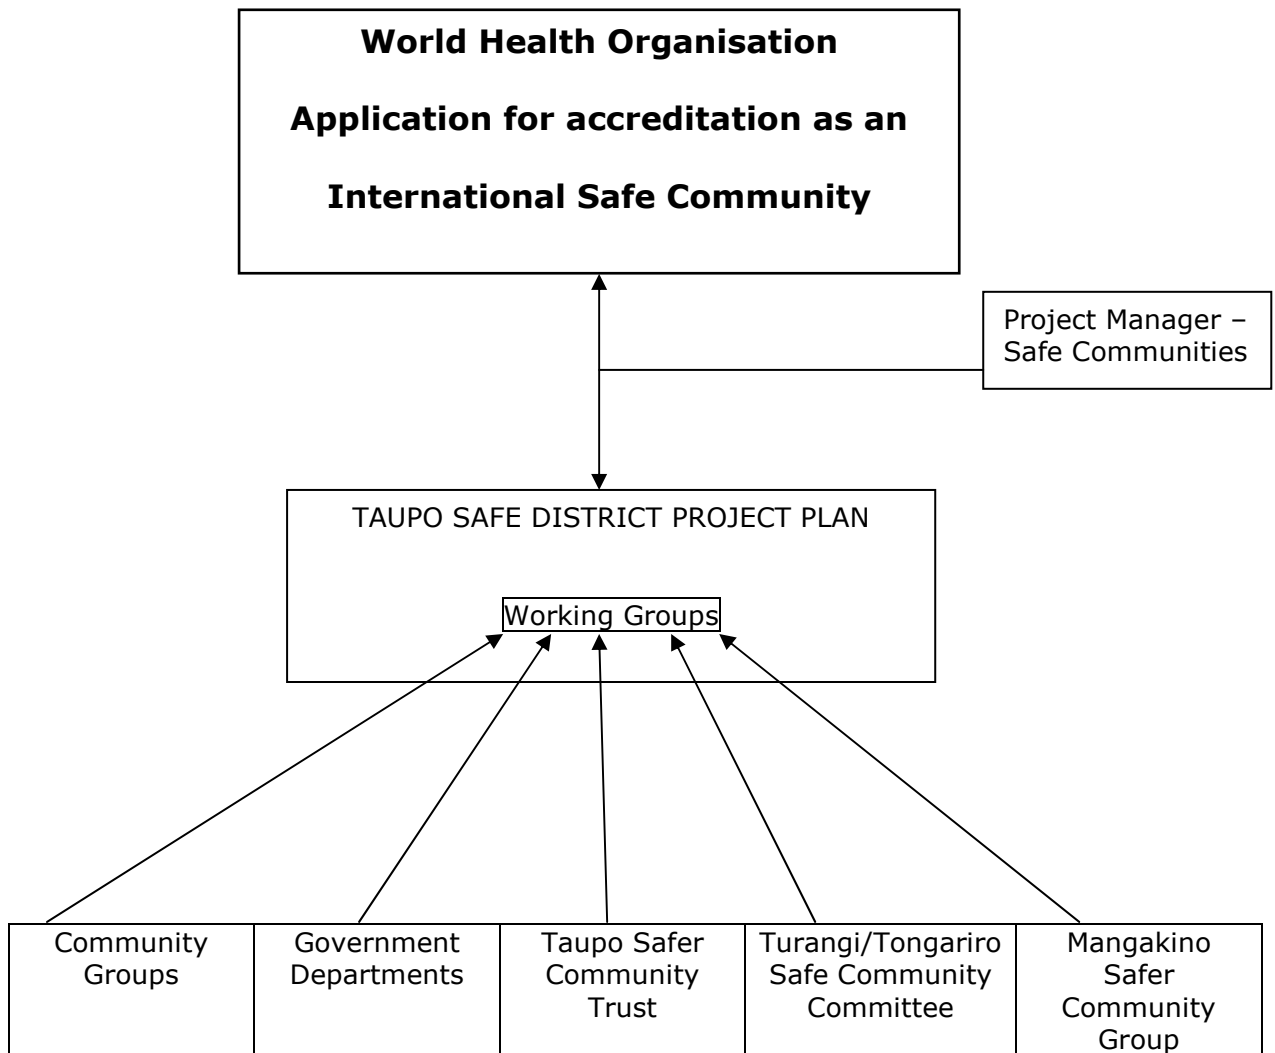 World Health Organisation
Application for accreditation as an
International Safe Community
Project Manager –
Safe Communities
TAUPO SAFE DISTRICT PROJECT PLAN
Working Groups
Community
Groups
Government
Departments
Taupo Safer
Community
Trust
Turangi/Tongariro
Safe Community
Committee
Mangakino
Safer
Community
Group